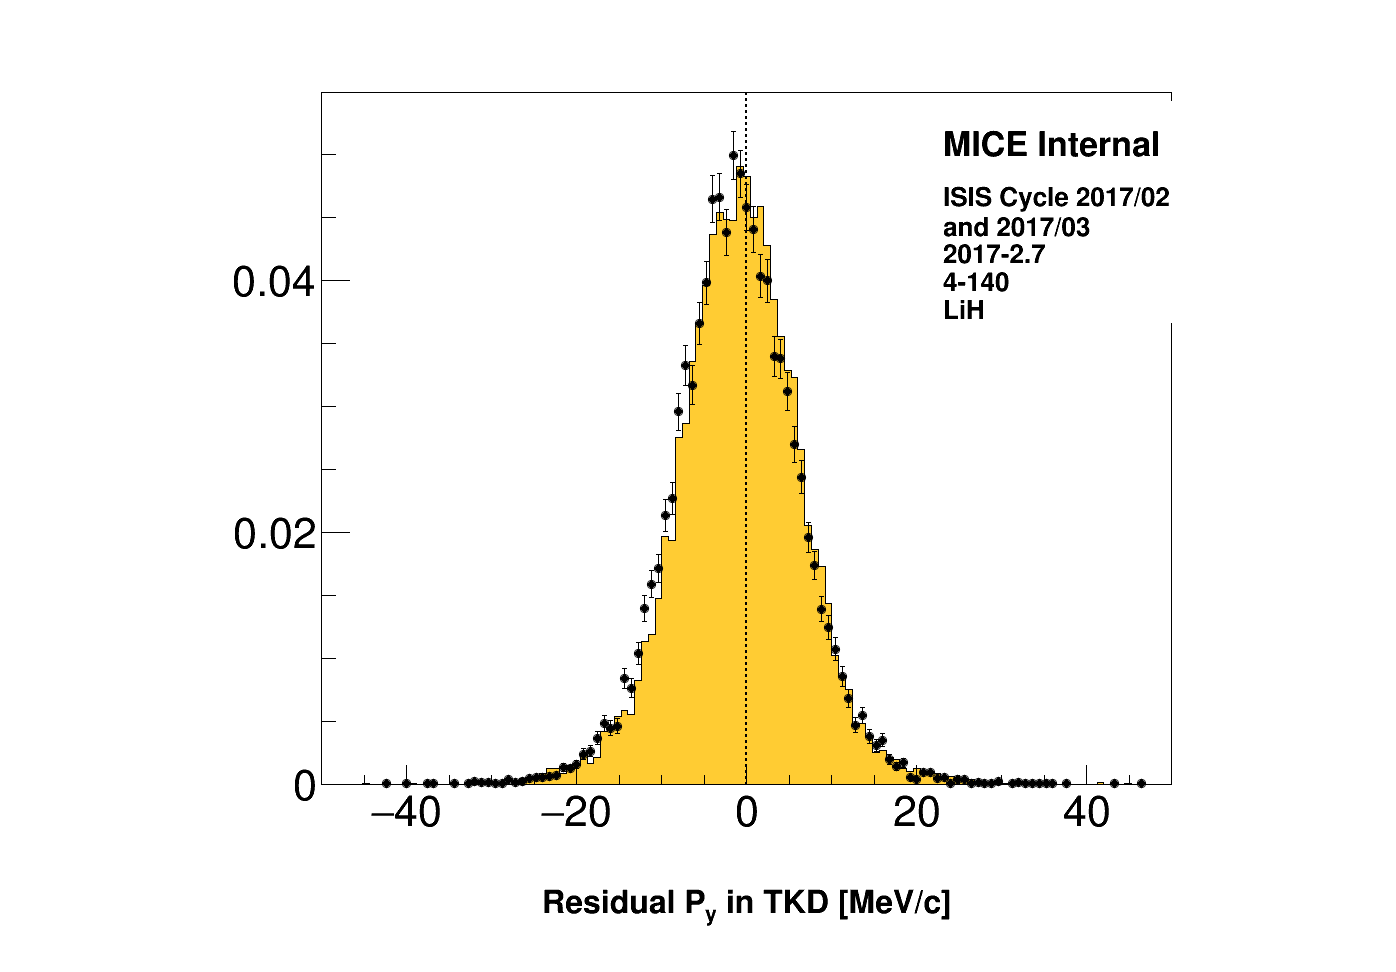 MICE Internal
ISIS Cycle 2017/02
and 2017/03
2017-2.7
4-140
LiH
0.04
0.02
0
−40 −20 0 20 40
Residual Py in TKD [MeV/c]